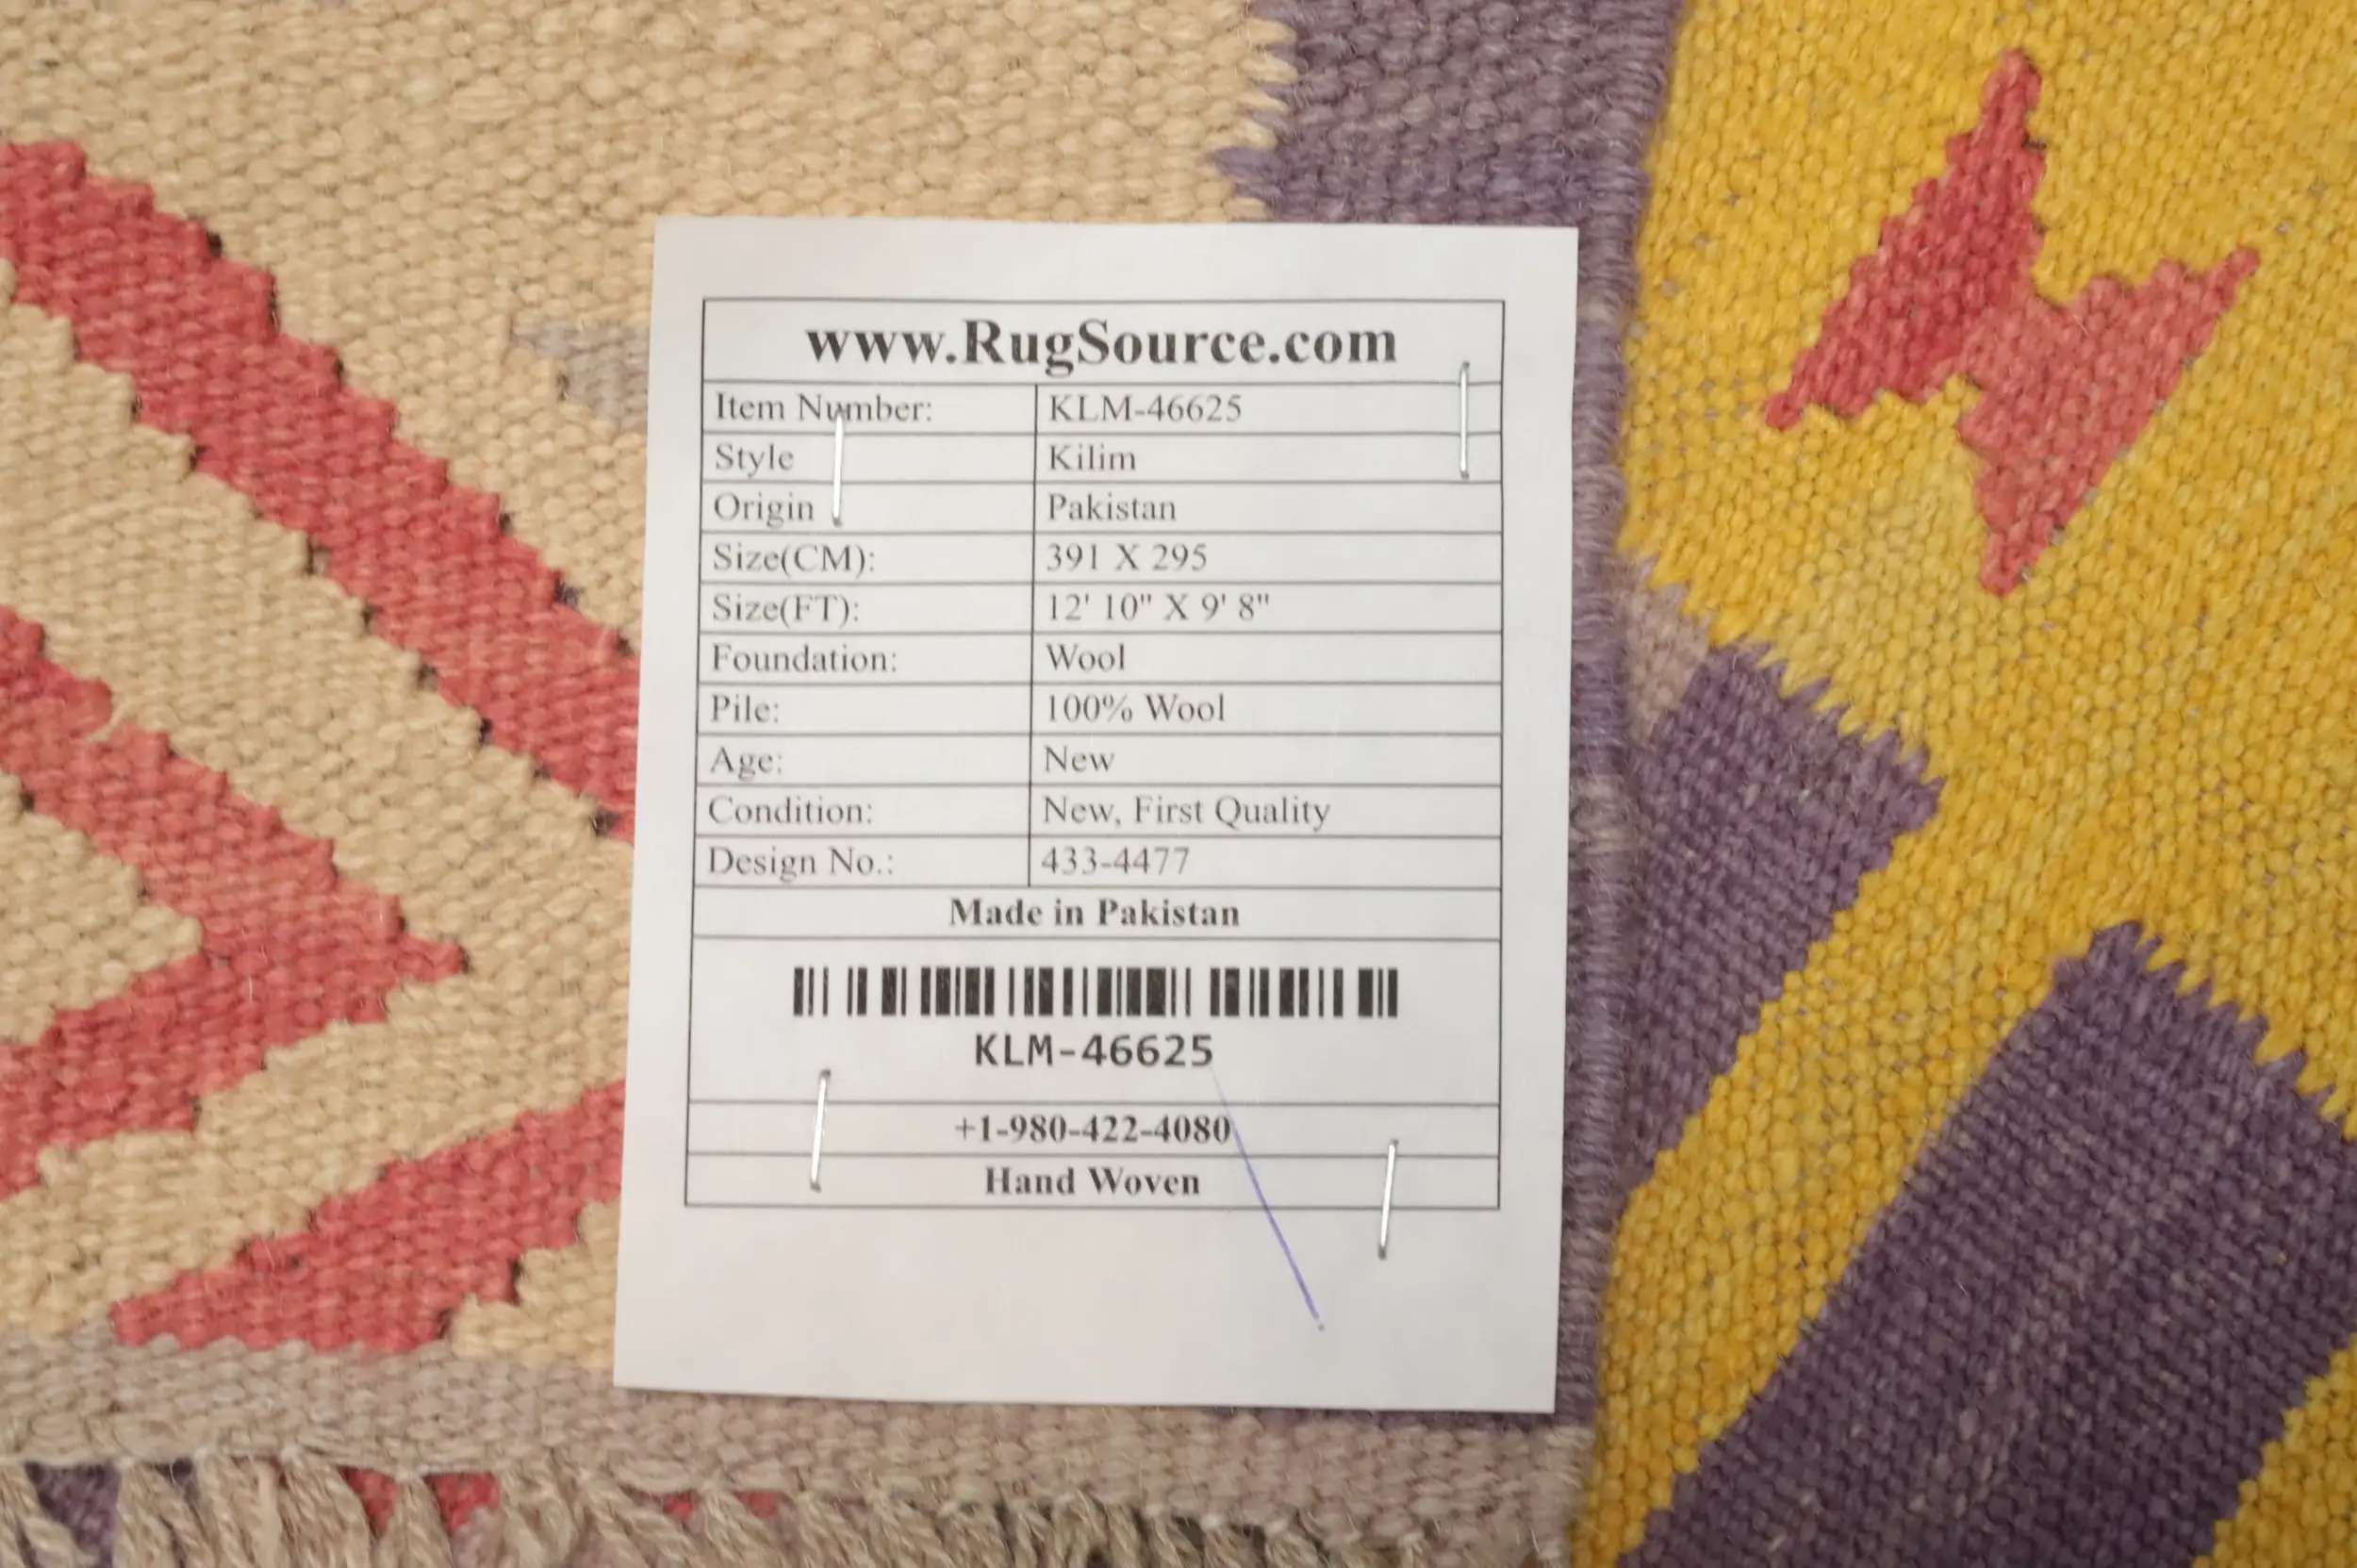 www.RugSource.com
Item Number: KLM-46625
Style Kilim
Origin Pakistan
Size(CM): 391 X 295
Size(FT): 12' 10" X 9' 8"
Foundation: Wool
Pile: 100% Wool
Age: New
Condition: New, First Quality
Design No.: 433-4477
Made in Pakistan
KLM-46625
+1-980-422-4080
Hand Woven